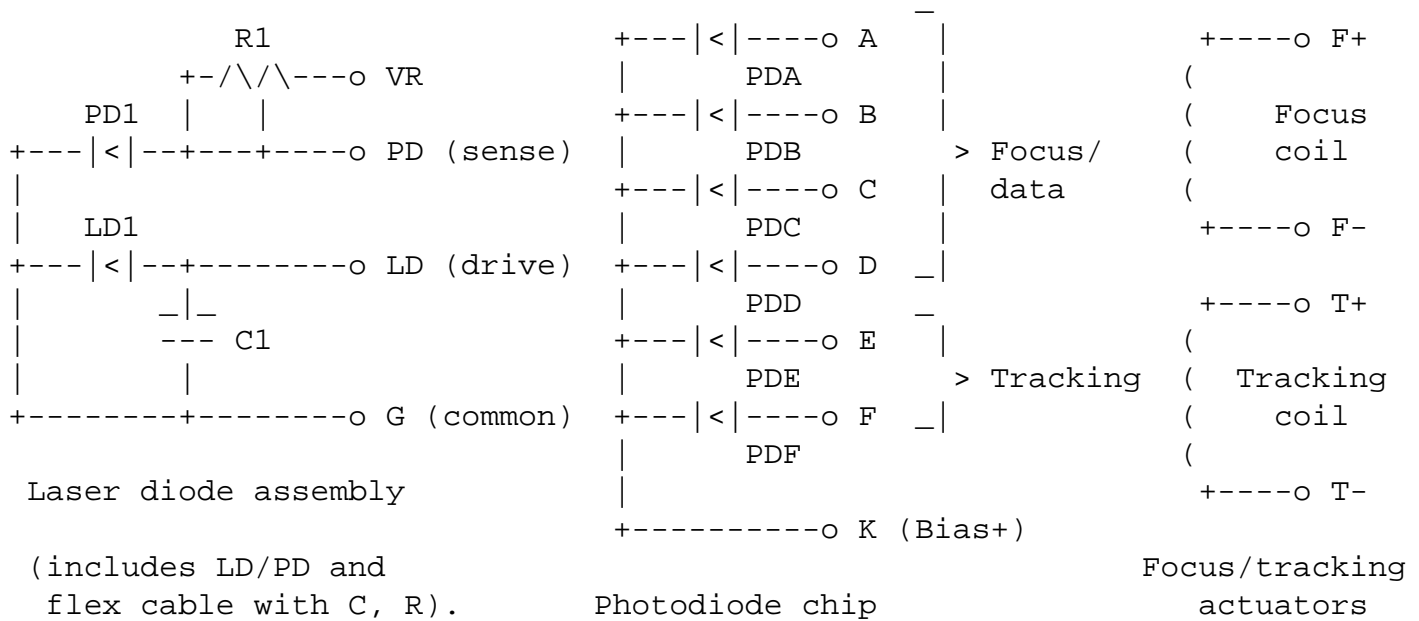 R1 A F+
VR PDA
PD1 B Focus
PD (sense) PDB Focus/ coil
C data
LD1 PDC F-
LD (drive) D
PDD T+
C1 E
PDE Tracking Tracking
G (common) F coil
PDF
Laser diode assembly T-
K (Bias+)
(includes LD/PD and Focus/tracking
flex cable with C, R). Photodiode chip actuators